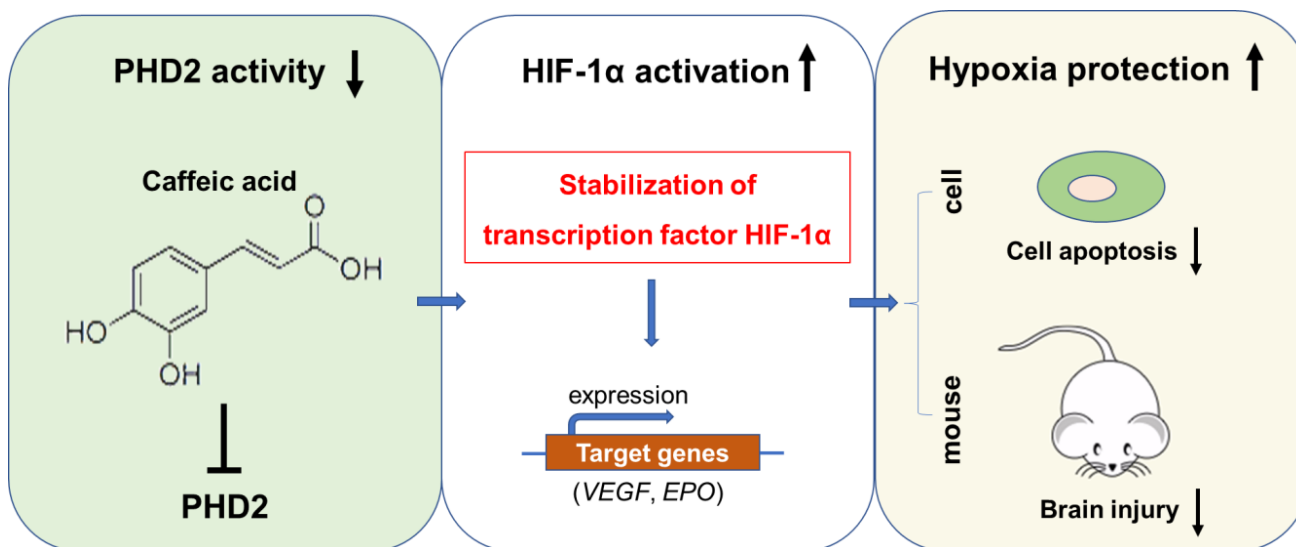 PHD2 activity
Caffeic acid
O
OH
HO
OH
PHD2
HIF-1α activation
Stabilization of
transcription factor HIF-1α
expression
Target genes
(VEGF, EPO)
Hypoxia protection
cell
Cell apoptosis
mouse
Brain injury